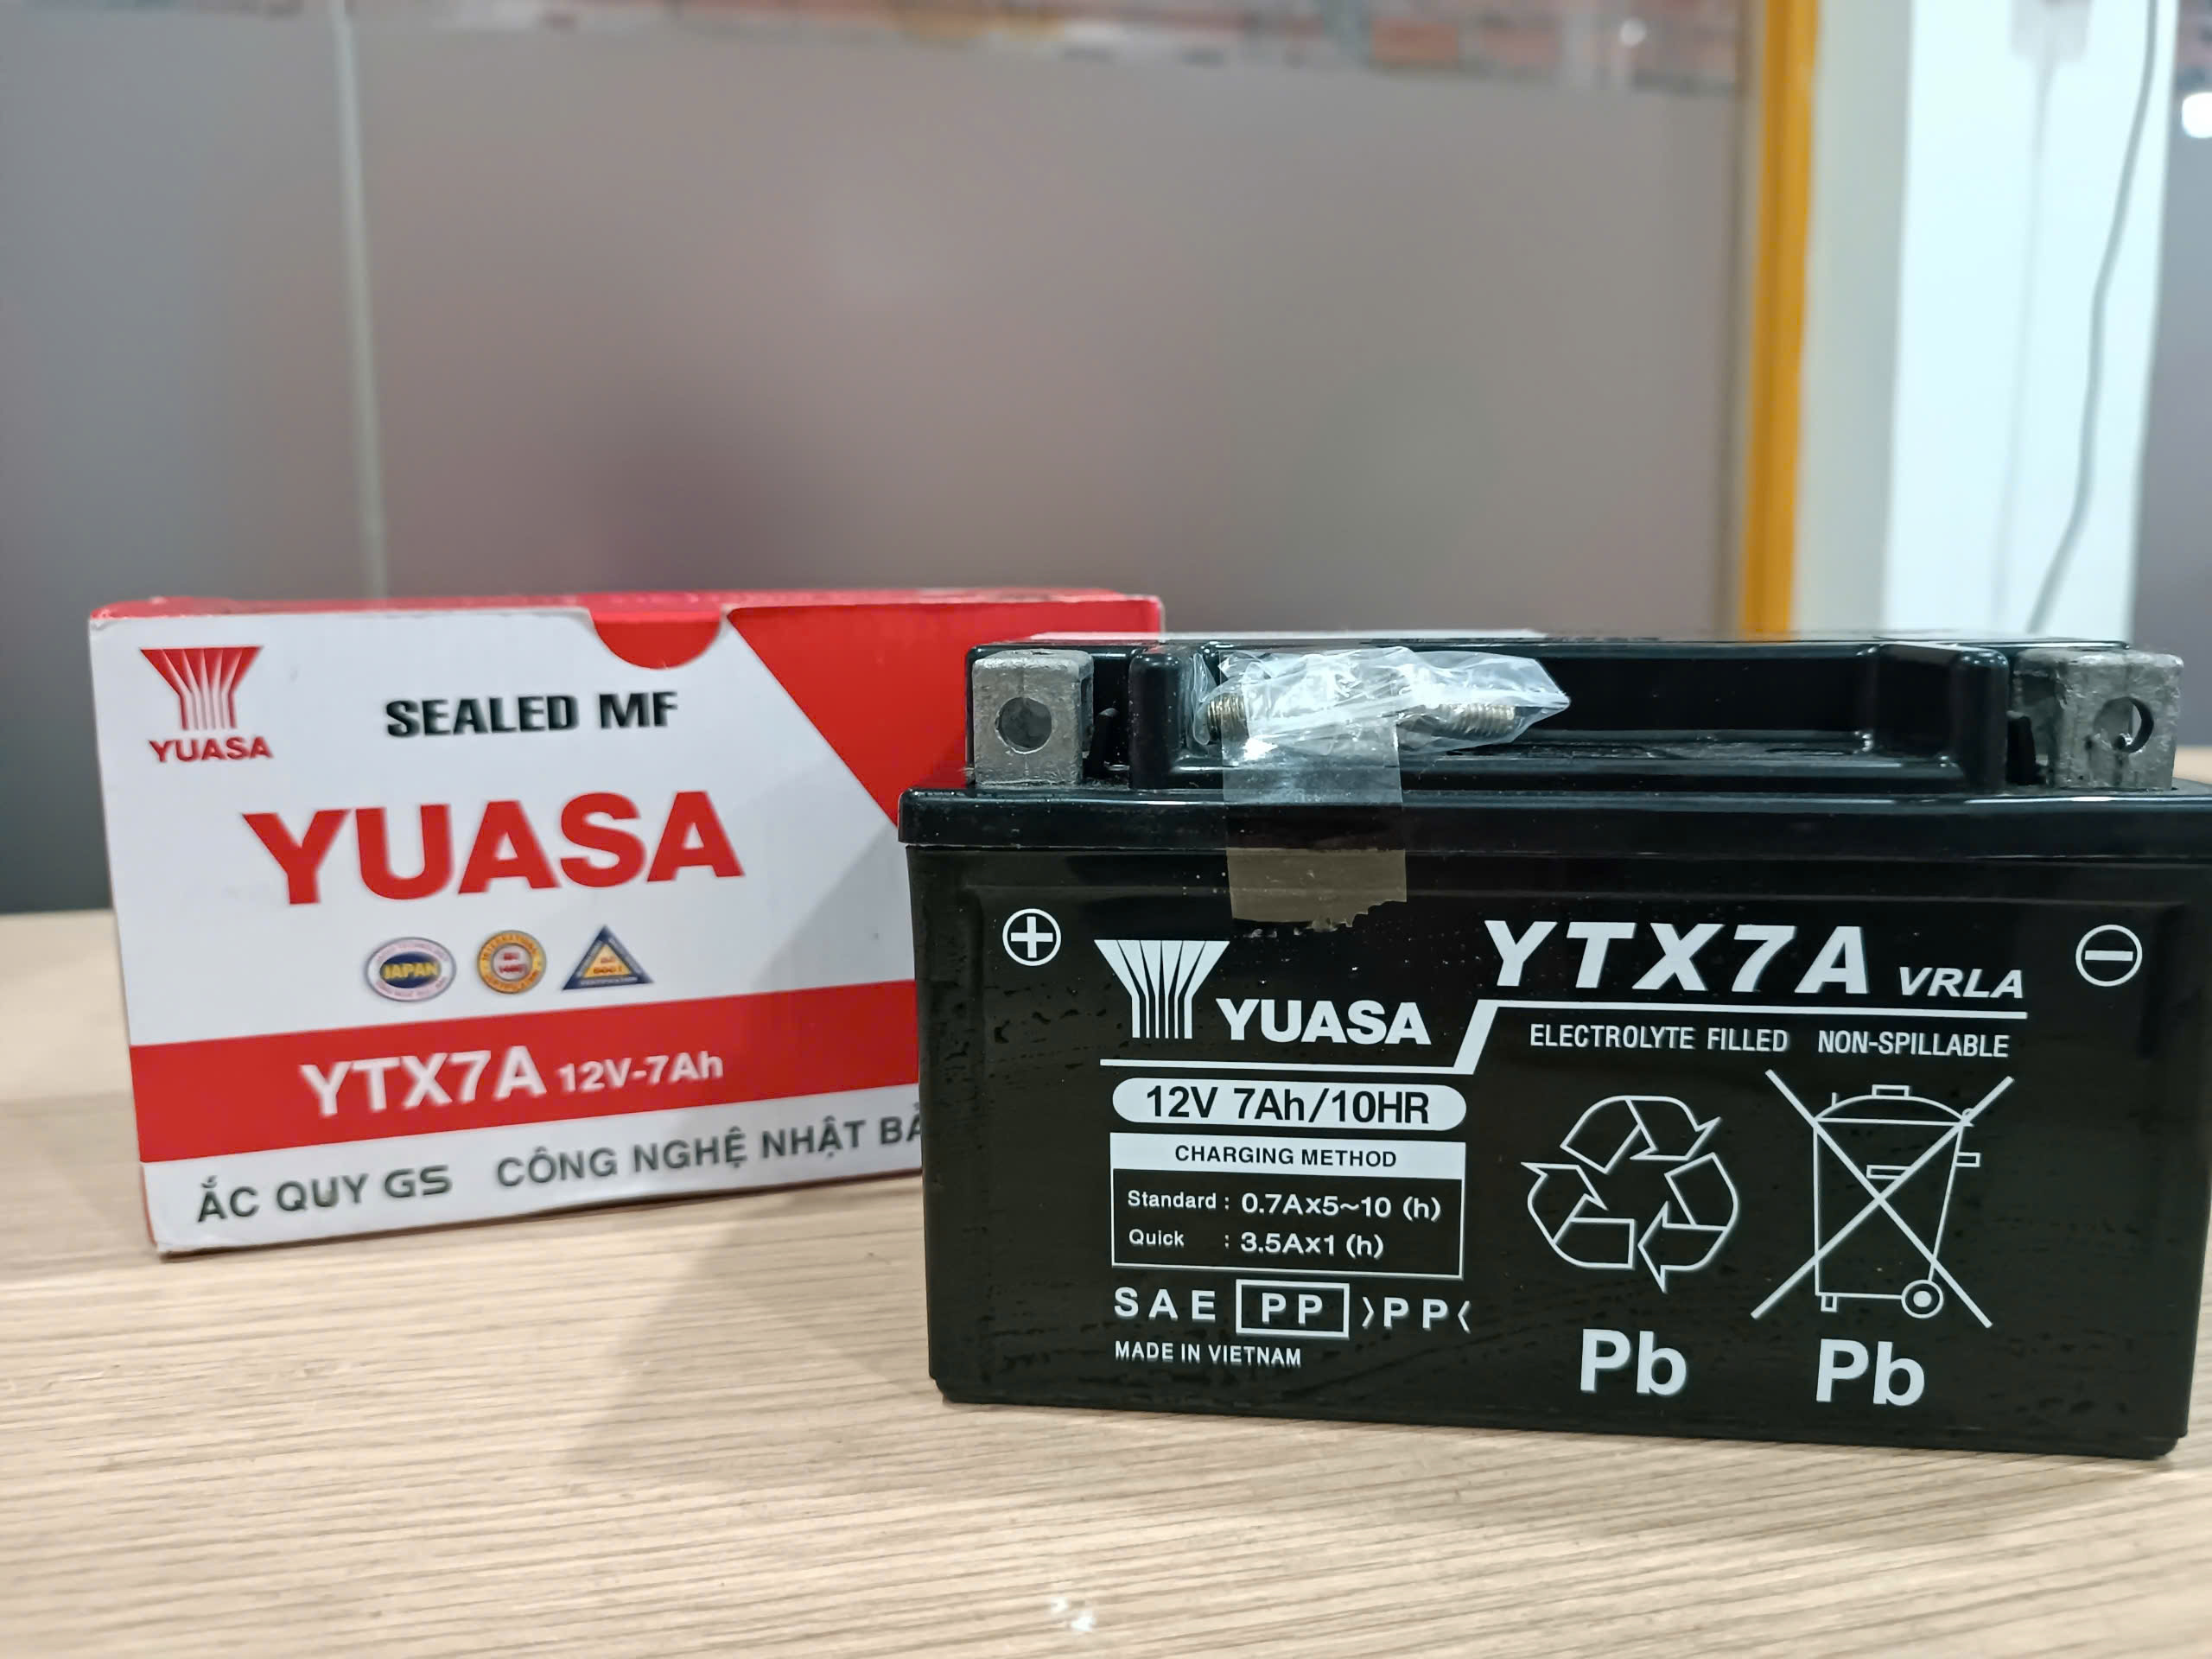 YUASA
SEALED MF
YUASA
JAPAN
YTX7A 12V-7Ah
ẮC QUY GS CÔNG NGHỆ NHẬT
YUASA
YTX7A VRLA
ELECTROLYTE FILLED NON-SPILLABLE
12V 7Ah/10HR
CHARGING METHOD
Standard : 0.7Ax5~10 (h)
Quick : 3.5Ax1 (h)
SAE PP >PP<
MADE IN VIETNAM
Pb
Pb